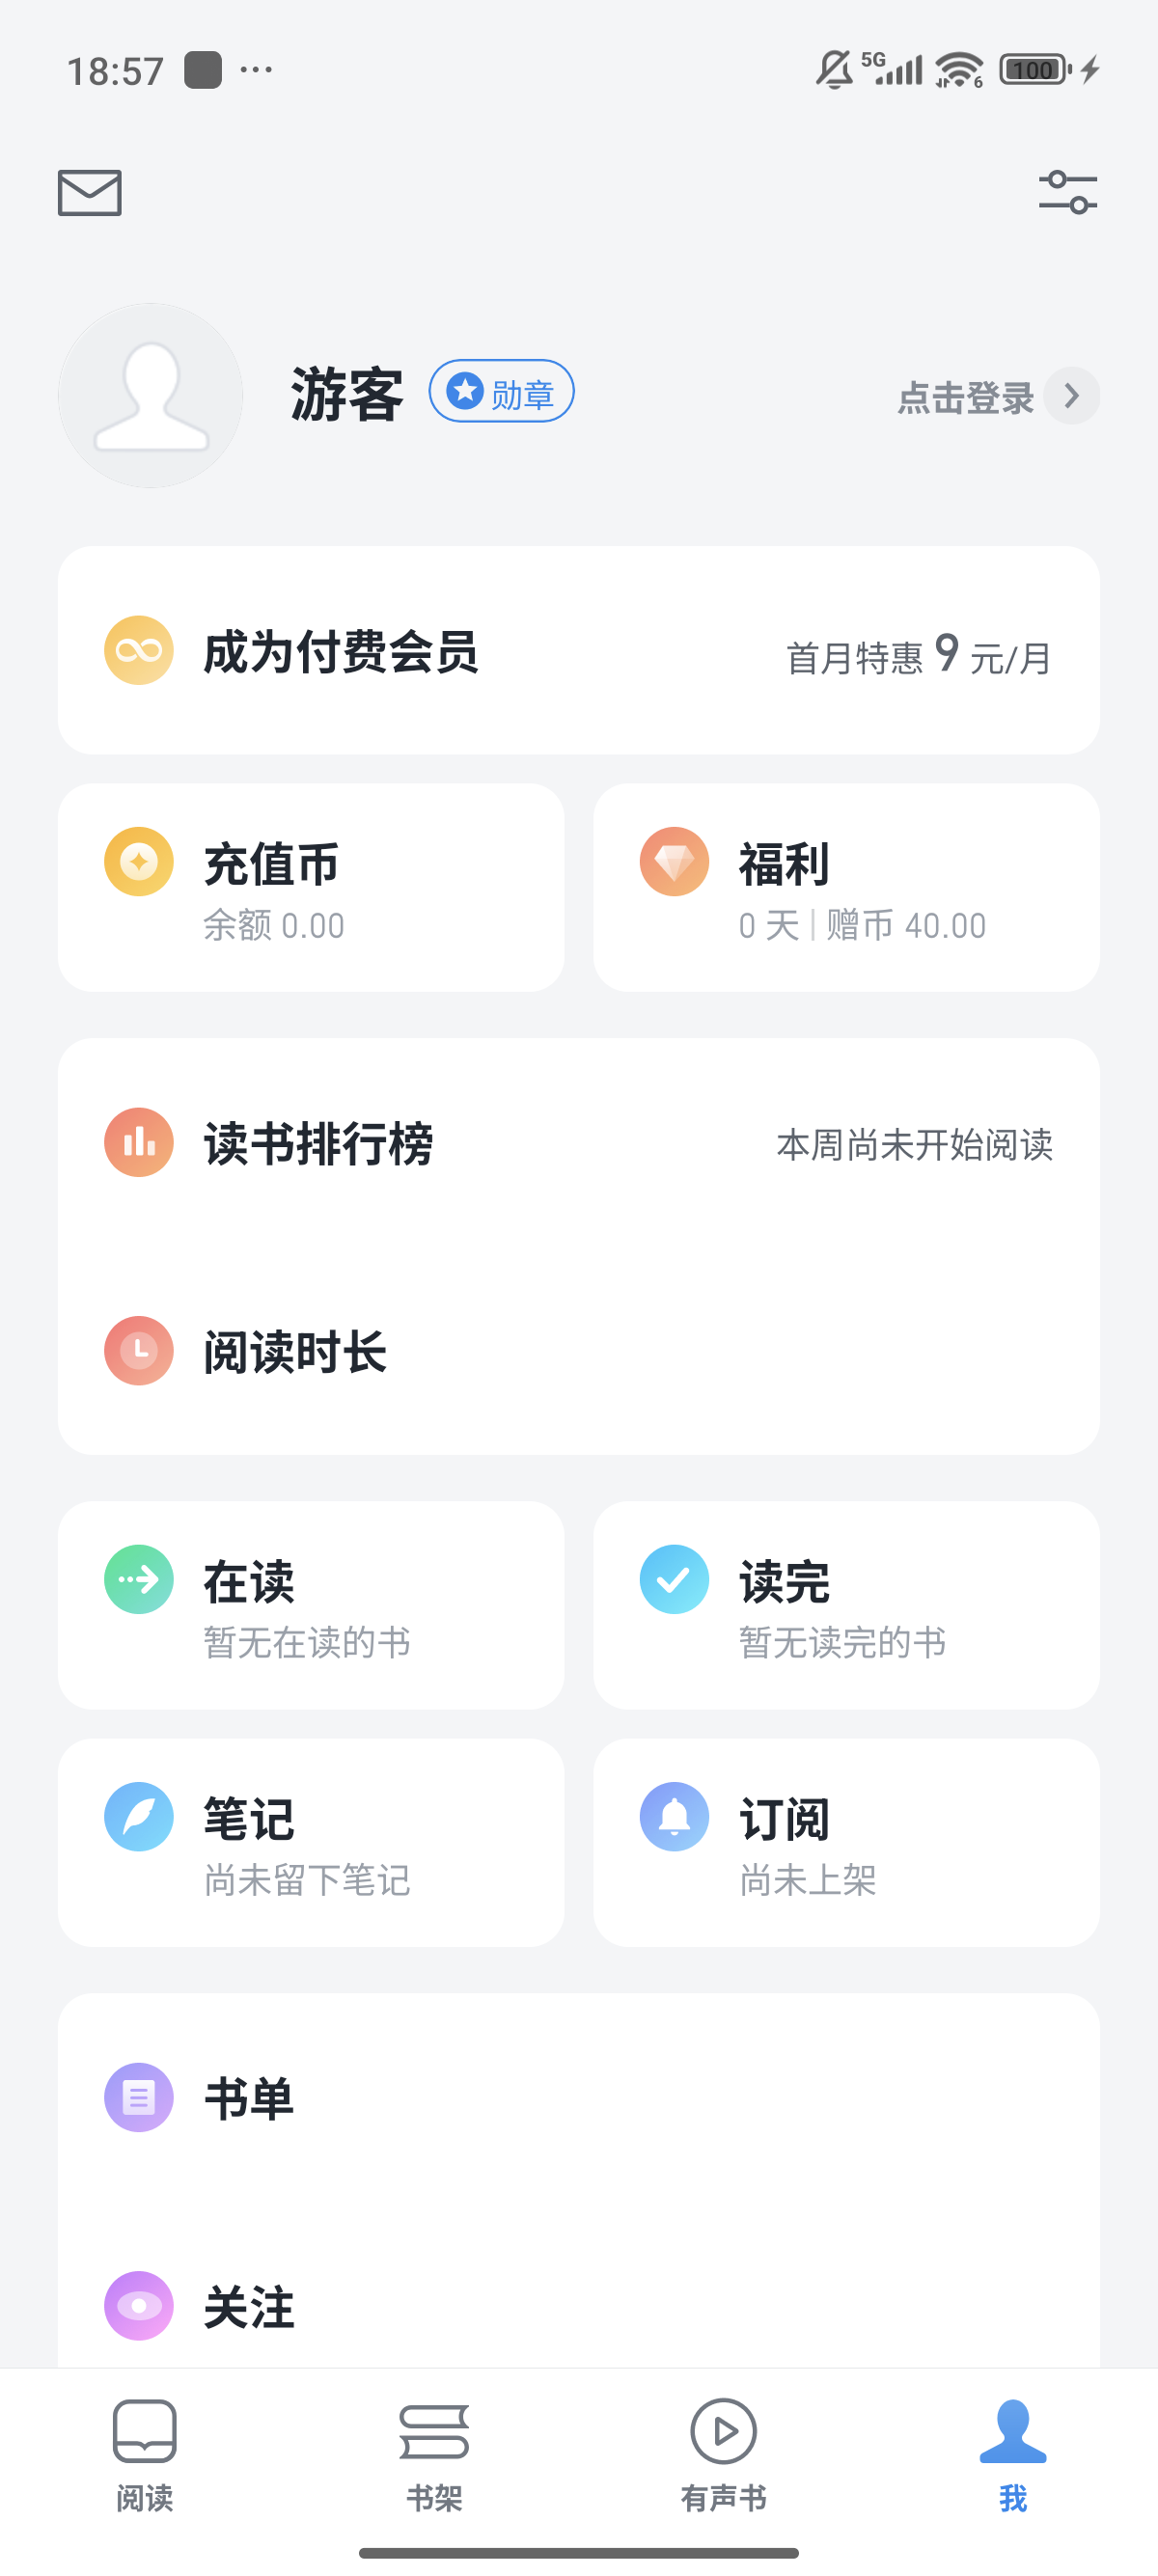 18:57
5G
6
100
游客
勋章
点击登录
成为付费会员
首月特惠 9 元/月
充值币
余额 0.00
福利
0 天 | 赠币 40.00
读书排行榜
本周尚未开始阅读
阅读时长
在读
暂无在读的书
读完
暂无读完的书
笔记
尚未留下笔记
订阅
尚未上架
书单
关注
阅读
书架
有声书
我